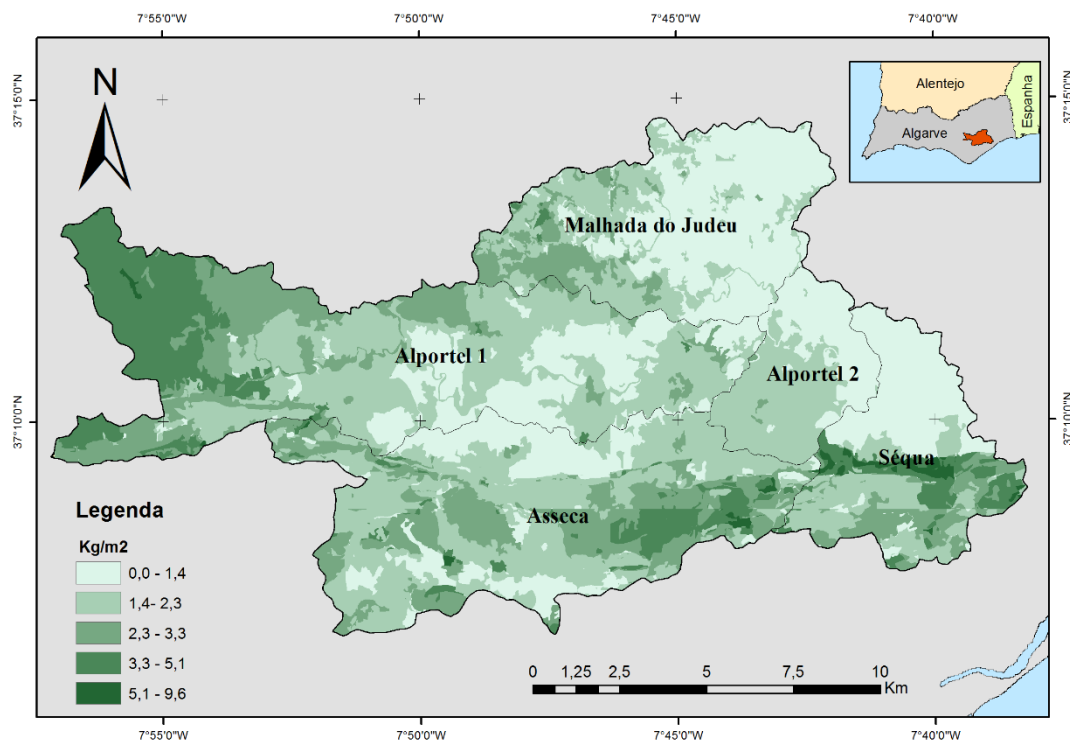 7°55'0"W 7°50'0"W 7°45'0"W 7°40'0"W
37°15'0"N
37°15'0"N
N
Alentejo
Algarve
Espanha
Malhada do Judeu
Alportel 1
Alportel 2
37°10'0"N
37°10'0"N
Séqua
Asseca
Legenda
Kg/m2
0,0 - 1,4
1,4- 2,3
2,3 - 3,3
3,3 - 5,1
5,1 - 9,6
0 1,25 2,5 5 7,5 10
Km
7°55'0"W 7°50'0"W 7°45'0"W 7°40'0"W